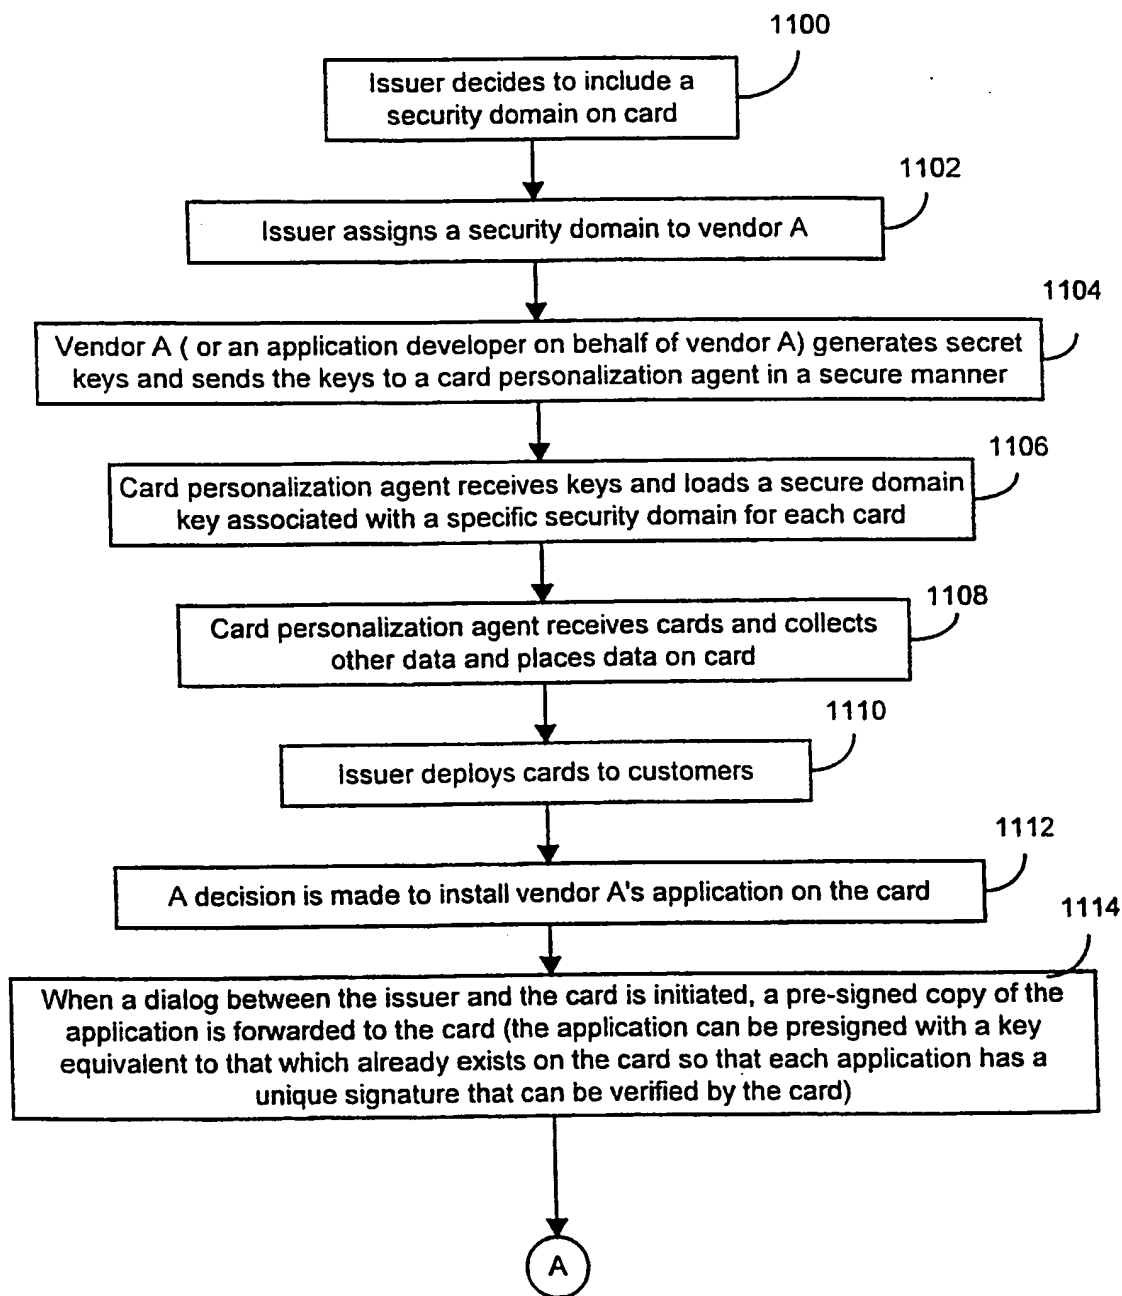 1100
Issuer decides to include a
security domain on card
1102
Issuer assigns a security domain to vendor A
1104
Vendor A ( or an application developer on behalf of vendor A) generates secret
keys and sends the keys to a card personalization agent in a secure manner
1106
Card personalization agent receives keys and loads a secure domain
key associated with a specific security domain for each card
1108
Card personalization agent receives cards and collects
other data and places data on card
1110
Issuer deploys cards to customers
1112
A decision is made to install vendor A's application on the card
1114
When a dialog between the issuer and the card is initiated, a pre-signed copy of the
application is forwarded to the card (the application can be presigned with a key
equivalent to that which already exists on the card so that each application has a
unique signature that can be verified by the card)
A